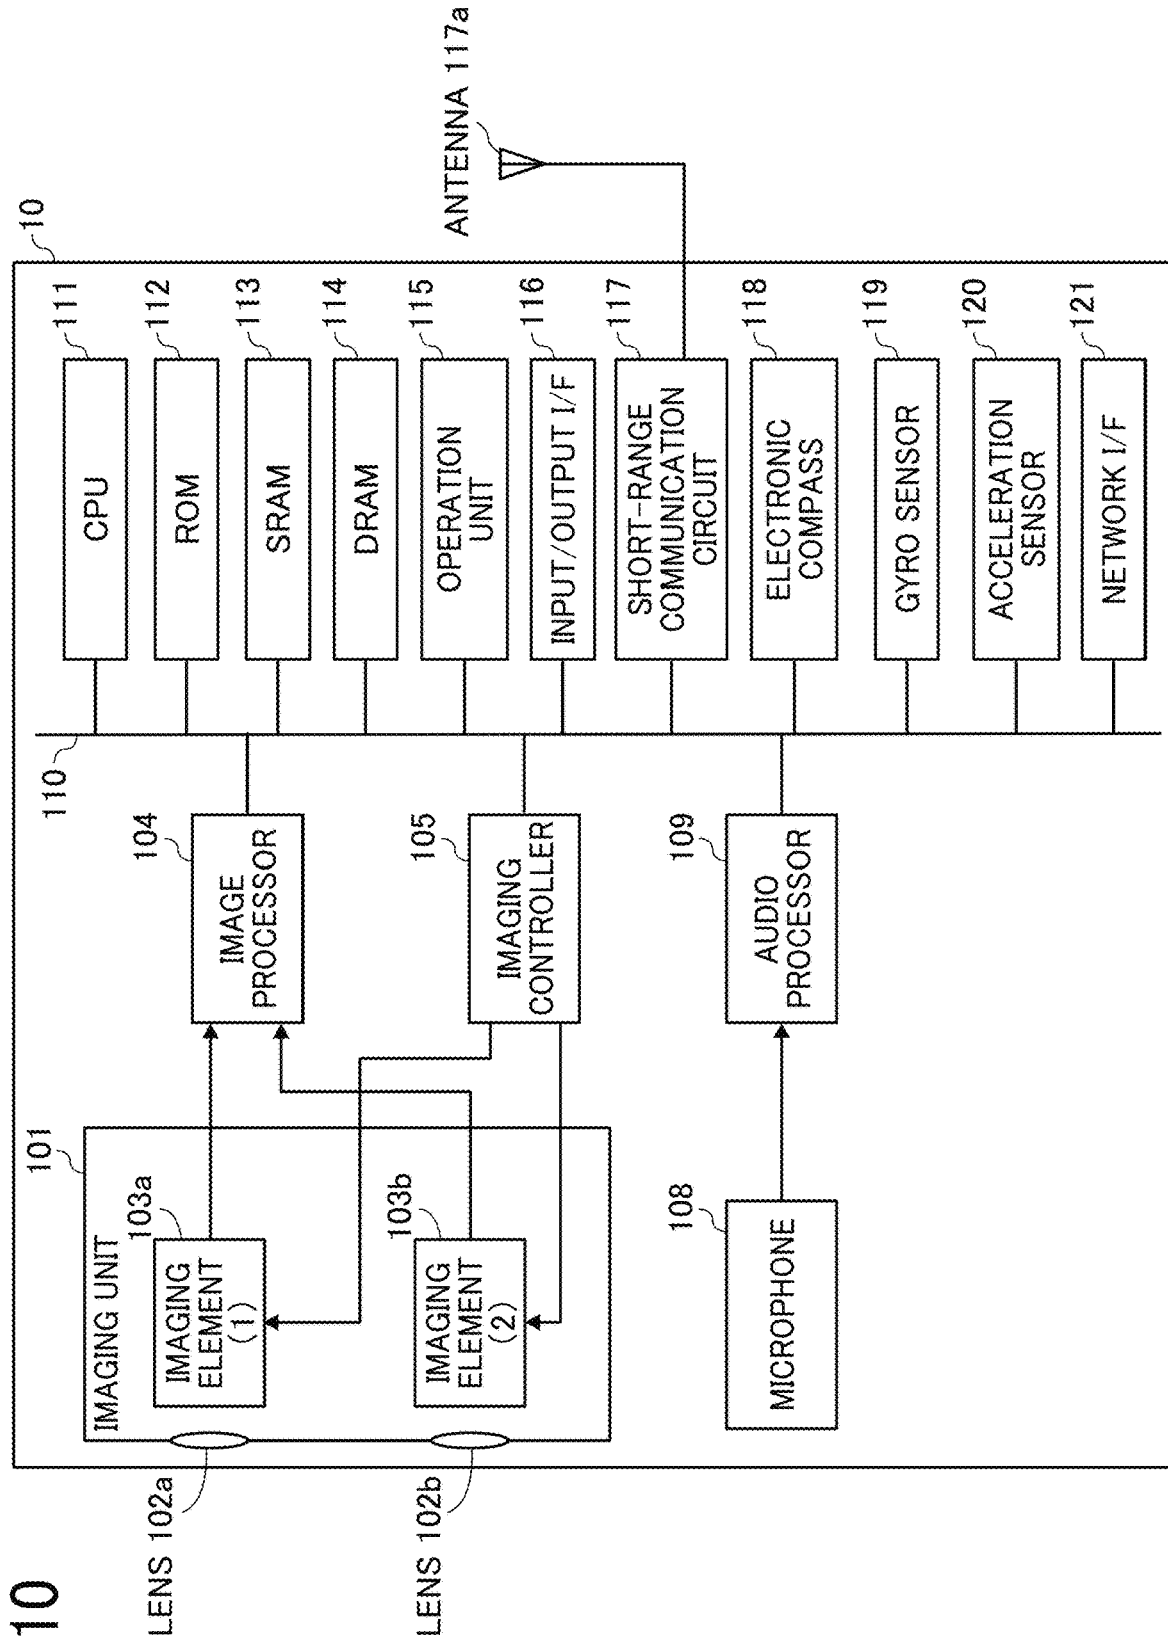 10
10
IMAGING UNIT
101
LENS 102a
IMAGING
ELEMENT
(1)
103a
LENS 102b
IMAGING
ELEMENT
(2)
103b
IMAGE
PROCESSOR
104
IMAGING
CONTROLLER
105
MICROPHONE
108
AUDIO
PROCESSOR
109
110
CPU
111
ROM
112
SRAM
113
DRAM
114
OPERATION
UNIT
115
INPUT/OUTPUT I/F
116
SHORT-RANGE
COMMUNICATION
CIRCUIT
117
ANTENNA 117a
ELECTRONIC
COMPASS
118
GYRO SENSOR
119
ACCELERATION
SENSOR
120
NETWORK I/F
121